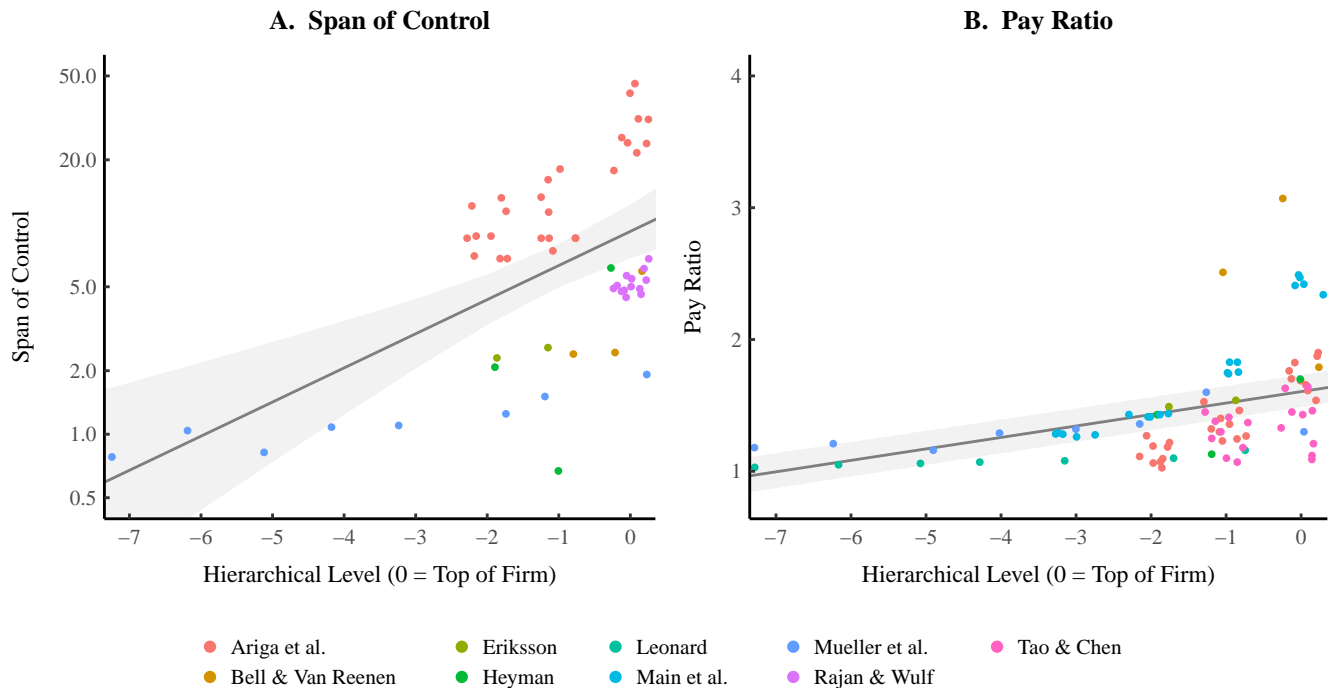 A. Span of Control
50.0
20.0
5.0
2.0
1.0
0.5
Span of Control
−7 −6 −5 −4 −3 −2 −1 0
Hierarchical Level (0 = Top of Firm)
B. Pay Ratio
4
3
2
1
Pay Ratio
−7 −6 −5 −4 −3 −2 −1 0
Hierarchical Level (0 = Top of Firm)
Ariga et al. Eriksson Leonard Mueller et al. Tao & Chen
Bell & Van Reenen Heyman Main et al. Rajan & Wulf